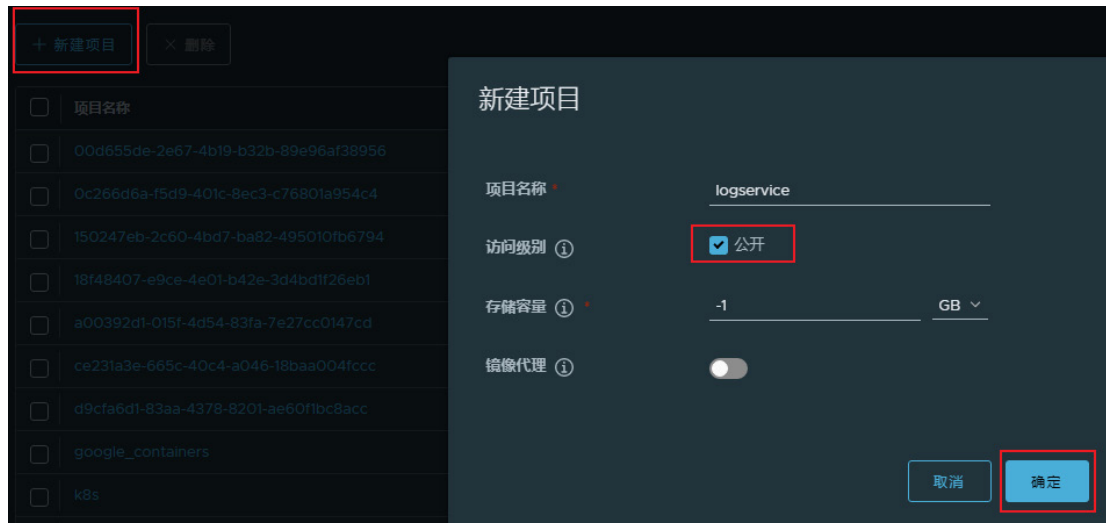 + 新建项目
× 删除
项目名称
00d655de-2e67-4b19-b32b-89e96af38956
0c266d6a-f5d9-401c-8ec3-c76801a954c4
150247eb-2c60-4bd7-ba82-495010fb6794
18f48407-e9ce-4e01-b42e-3d4bd1f26eb1
a00392d1-015f-4d54-83fa-7e27cc0147cd
ce231a3e-665c-40c4-a046-18baa004fccc
d9cfa6d1-83aa-4378-8201-ae60f1bc8acc
google_containers
k8s
新建项目
项目名称 * logservice
访问级别 公开
存储容量 * -1 GB
镜像代理
取消 确定